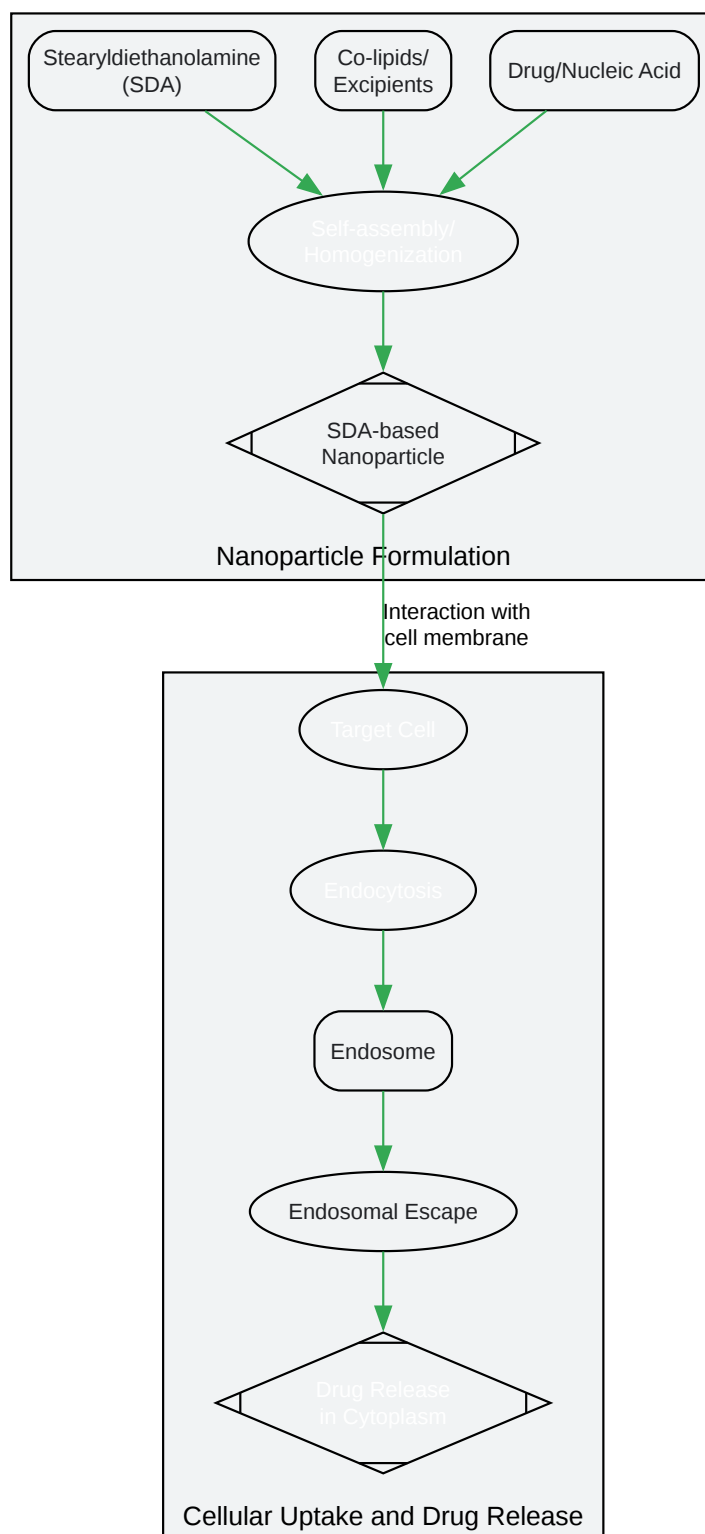 Stearyldiethanolamine
(SDA)
Co-lipids/
Excipients
Drug/Nucleic Acid
Self-assembly/
Homogenization
SDA-based
Nanoparticle
Nanoparticle Formulation
Interaction with
cell membrane
Target Cell
Endocytosis
Endosome
Endosomal Escape
Drug Release
in Cytoplasm
Cellular Uptake and Drug Release